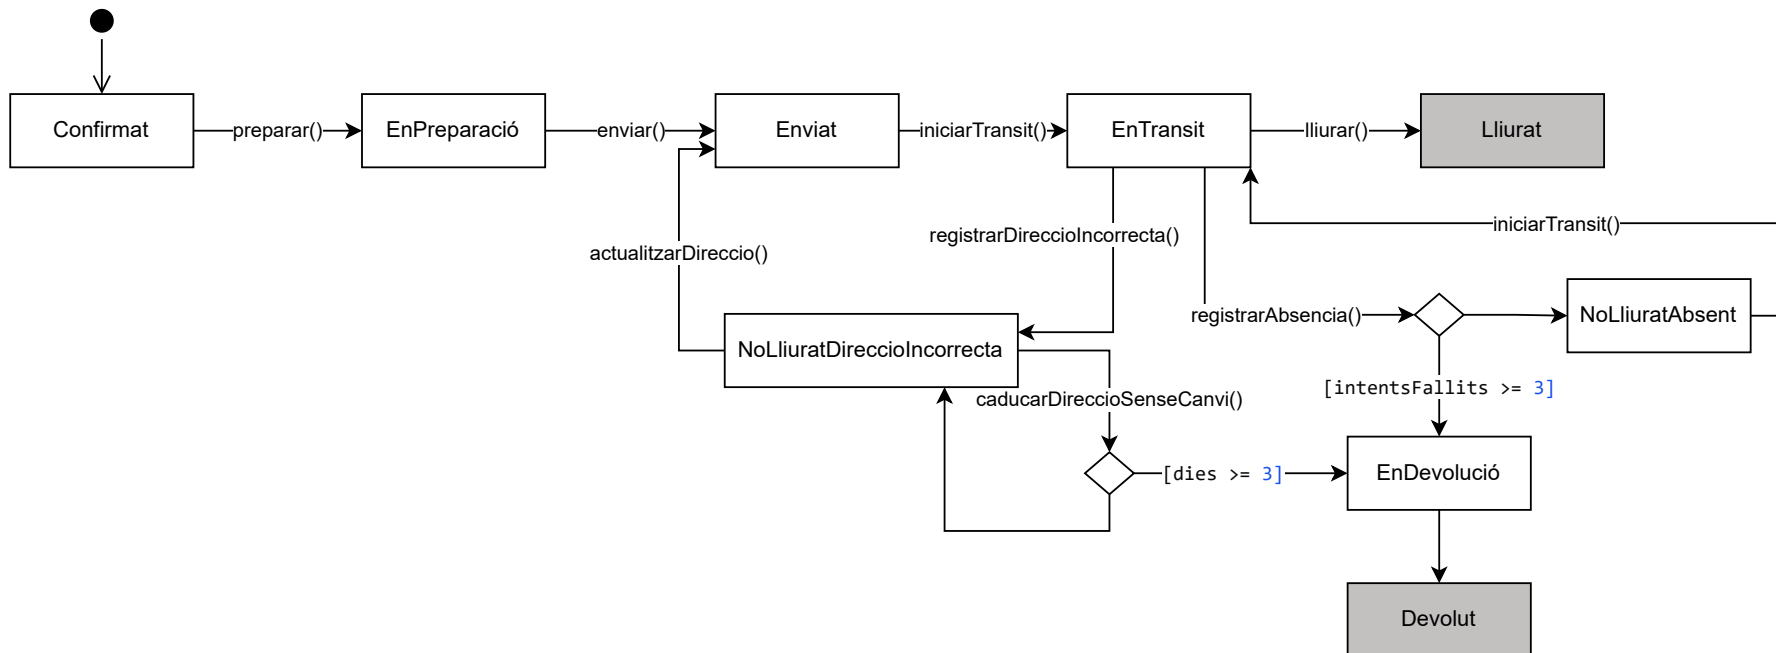 Confirmat
preparar()
EnPreparació
enviar()
Enviat
iniciarTransit()
EnTransit
lliurar()
Lliurat
iniciarTransit()
registrarDireccioIncorrecta()
actualitzarDireccio()
registrarAbsencia()
NoLliuratAbsent
NoLliuratDireccioIncorrecta
[intentsFallits >= 3]
caducarDireccioSenseCanvi()
[dies >= 3]
EnDevolució
Devolut